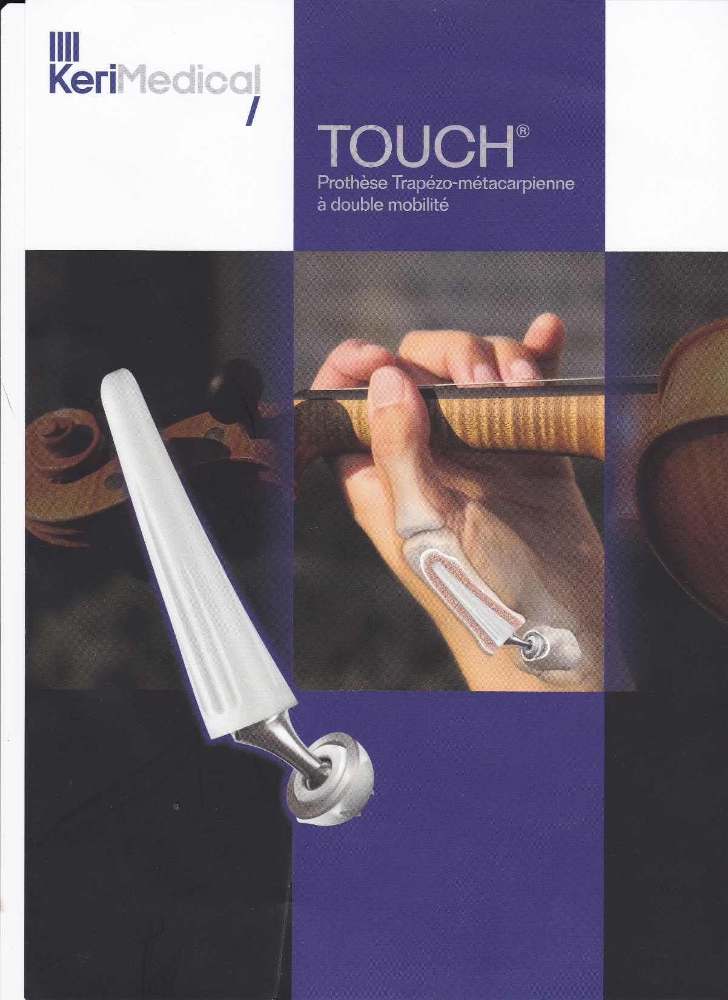 KeriMedical
TOUCH®
Prothèse Trapézo-métacarpienne
à double mobilité